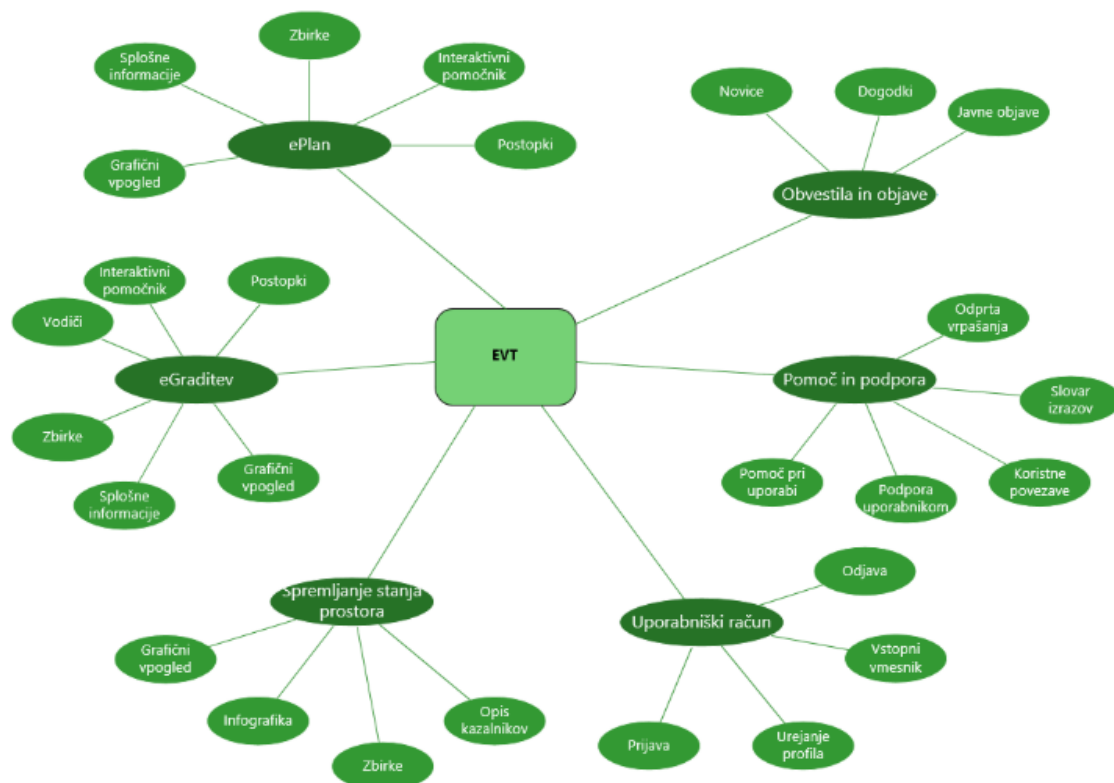 Zbirke
Splošne
informacije
Interaktivni
pomočnik
ePlan
Postopki
Grafični
vpogled
Novice
Dogodki
Javne objave
Obvestila in objave
Interaktivni
pomočnik
Postopki
Vodiči
eGraditev
Zbirke
Splošne
informacije
Grafični
vpogled
EVT
Odprta
vrpašanja
Pomoč in podpora
Slovar
izrazov
Pomoč pri
uporabi
Podpora
uporabnikom
Koristne
povezave
Spremljanje stanja
prostora
Grafični
vpogled
Infografika
Zbirke
Opis
kazalnikov
Odjava
Uporabniški račun
Vstopni
vmesnik
Prijava
Urejanje
profila